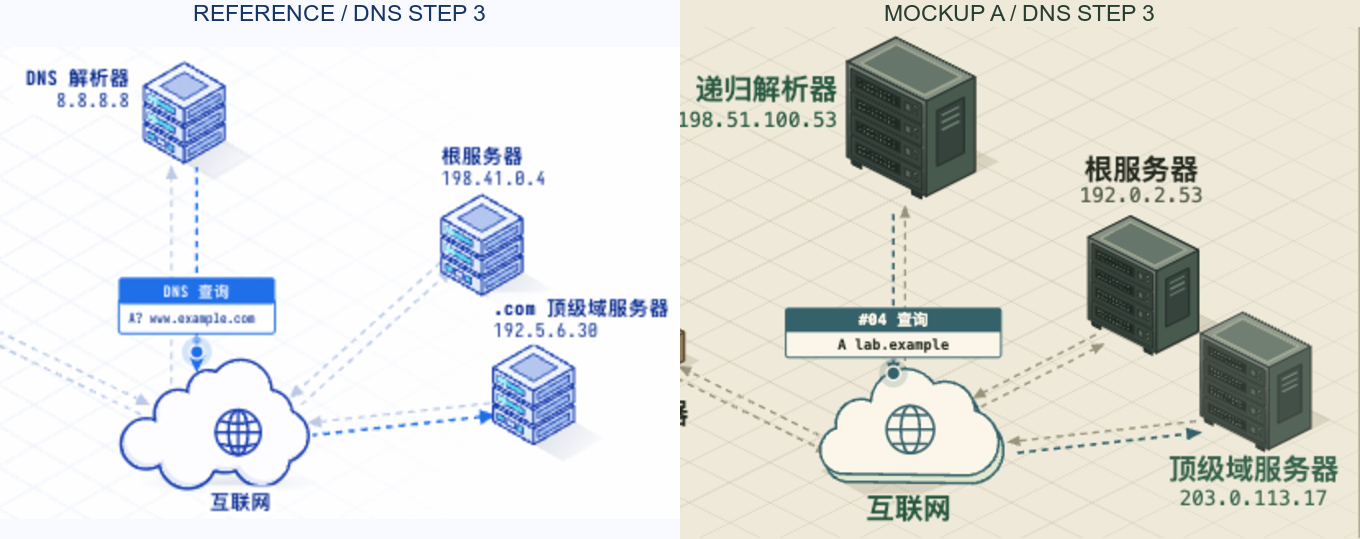 REFERENCE / DNS STEP 3
DNS 解析器
8.8.8.8
根服务器
198.41.0.4
DNS 查询
A? www.example.com
.com 顶级域服务器
192.5.6.30
互联网
MOCKUP A / DNS STEP 3
递归解析器
198.51.100.53
根服务器
192.0.2.53
#04 查询
A lab.example
器
顶级域服务器
203.0.113.17
互联网